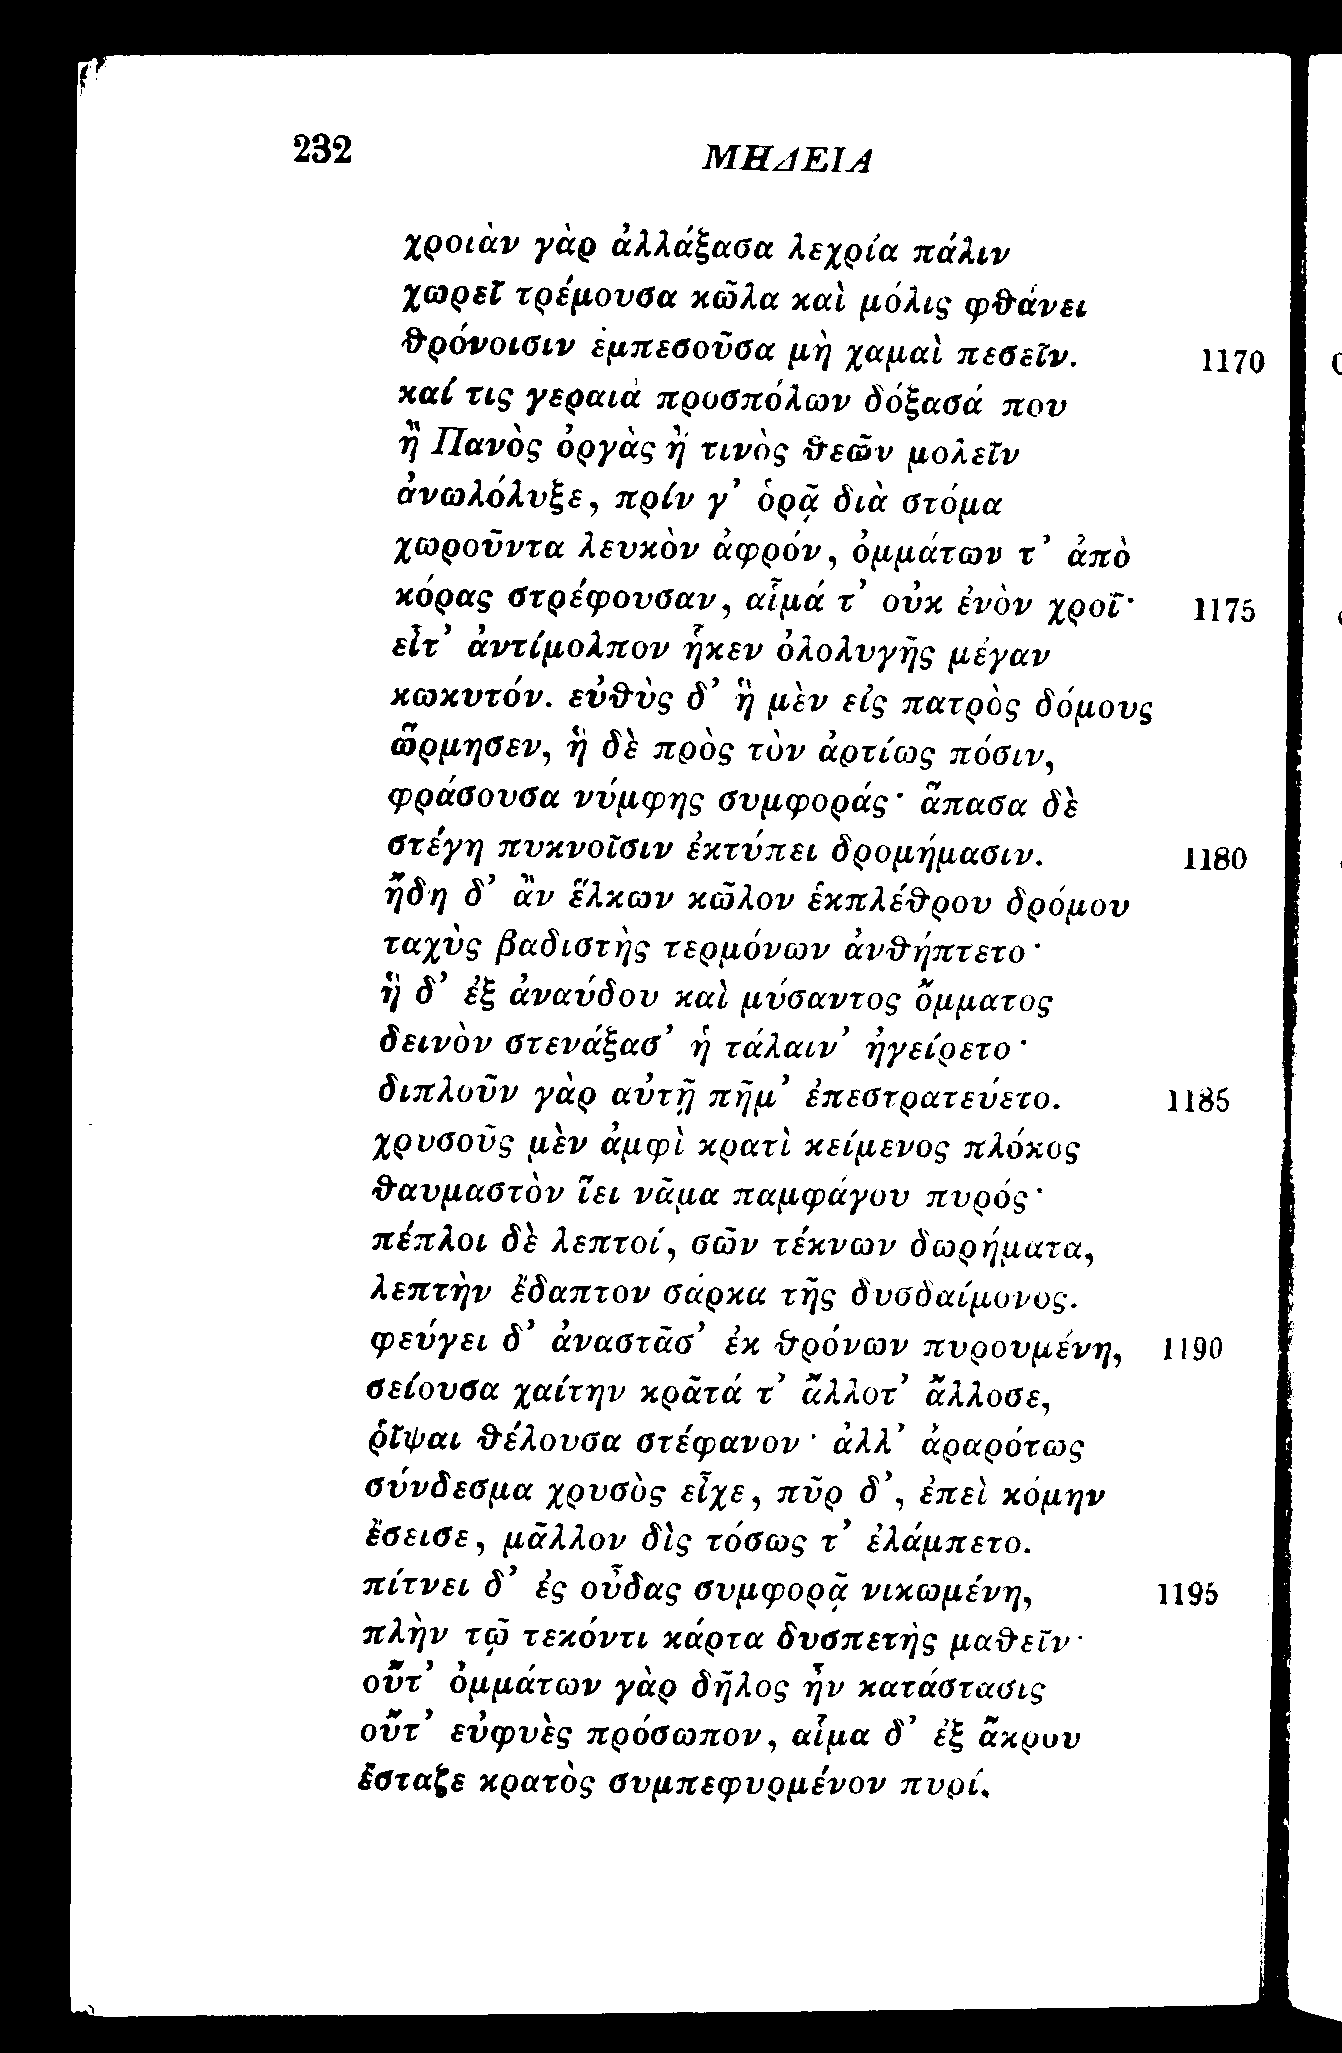 232
ΜΗΔΕΙΑ
χροιὰν γὰρ ἀλλάξασα λεχρία πάλιν
χωρεῖ τρέμουσα κῶλα καὶ μόλις φθάνει
θρόνοισιν ἐμπεσοῦσα μὴ χαμαὶ πεσεῖν. 1170
καί τις γεραιὰ προσπόλων δόξασά που
ἢ Πανὸς ὀργὰς ἤ τινὸς θεῶν μολεῖν
ἀνωλόλυξε, πρίν γ’ ὁρᾷ διὰ στόμα
χωροῦντα λευκὸν ἀφρόν, ὀμμάτων τ’ ἀπὸ
κόρας στρέφουσαν, αἷμά τ’ οὐκ ἐνὸν χροΐ· 1175
εἶτ’ ἀντίμολπον ἧκεν ὀλολυγῆς μέγαν
κωκυτόν. εὐθὺς δ’ ἣ μὲν εἰς πατρὸς δόμους
ὥρμησεν, ἣ δὲ πρὸς τὸν ἀρτίως πόσιν,
φράσουσα νύμφης συμφοράς· ἅπασα δὲ
στέγη πυκνοῖσιν ἐκτύπει δρομήμασιν. 1180
ἤδη δ’ ἂν ἕλκων κῶλον ἑκπλέθρου δρόμου
ταχὺς βαδιστὴς τερμόνων ἀνθήπτετο·
ἣ δ’ ἐξ ἀναύδου καὶ μύσαντος ὄμματος
δεινὸν στενάξασ’ ἡ τάλαιν’ ἠγείρετο·
διπλοῦν γὰρ αὐτῇ πῆμ’ ἐπεστρατεύετο. 1185
χρυσοῦς μὲν ἀμφὶ κρατὶ κείμενος πλόκος
θαυμαστὸν ἵει νᾶμα παμφάγου πυρός·
πέπλοι δὲ λεπτοί, σῶν τέκνων δωρήματα,
λεπτὴν ἔδαπτον σάρκα τῆς δυσδαίμονος.
φεύγει δ’ ἀναστᾶσ’ ἐκ θρόνων πυρουμένη, 1190
σείουσα χαίτην κρᾶτά τ’ ἄλλοτ’ ἄλλοσε,
ῥῖψαι θέλουσα στέφανον· ἀλλ’ ἀραρότως
σύνδεσμα χρυσὸς εἶχε, πῦρ δ’, ἐπεὶ κόμην
ἔσεισε, μᾶλλον δὶς τόσως τ’ ἐλάμπετο.
πίτνει δ’ ἐς οὖδας συμφορᾷ νικωμένη, 1195
πλὴν τῷ τεκόντι κάρτα δυσπετὴς μαθεῖν·
οὔτ’ ὀμμάτων γὰρ δῆλος ἦν κατάστασις
οὔτ’ εὐφυὲς πρόσωπον, αἷμα δ’ ἐξ ἄκρου
ἔσταζε κρατὸς συμπεφυρμένον πυρί.